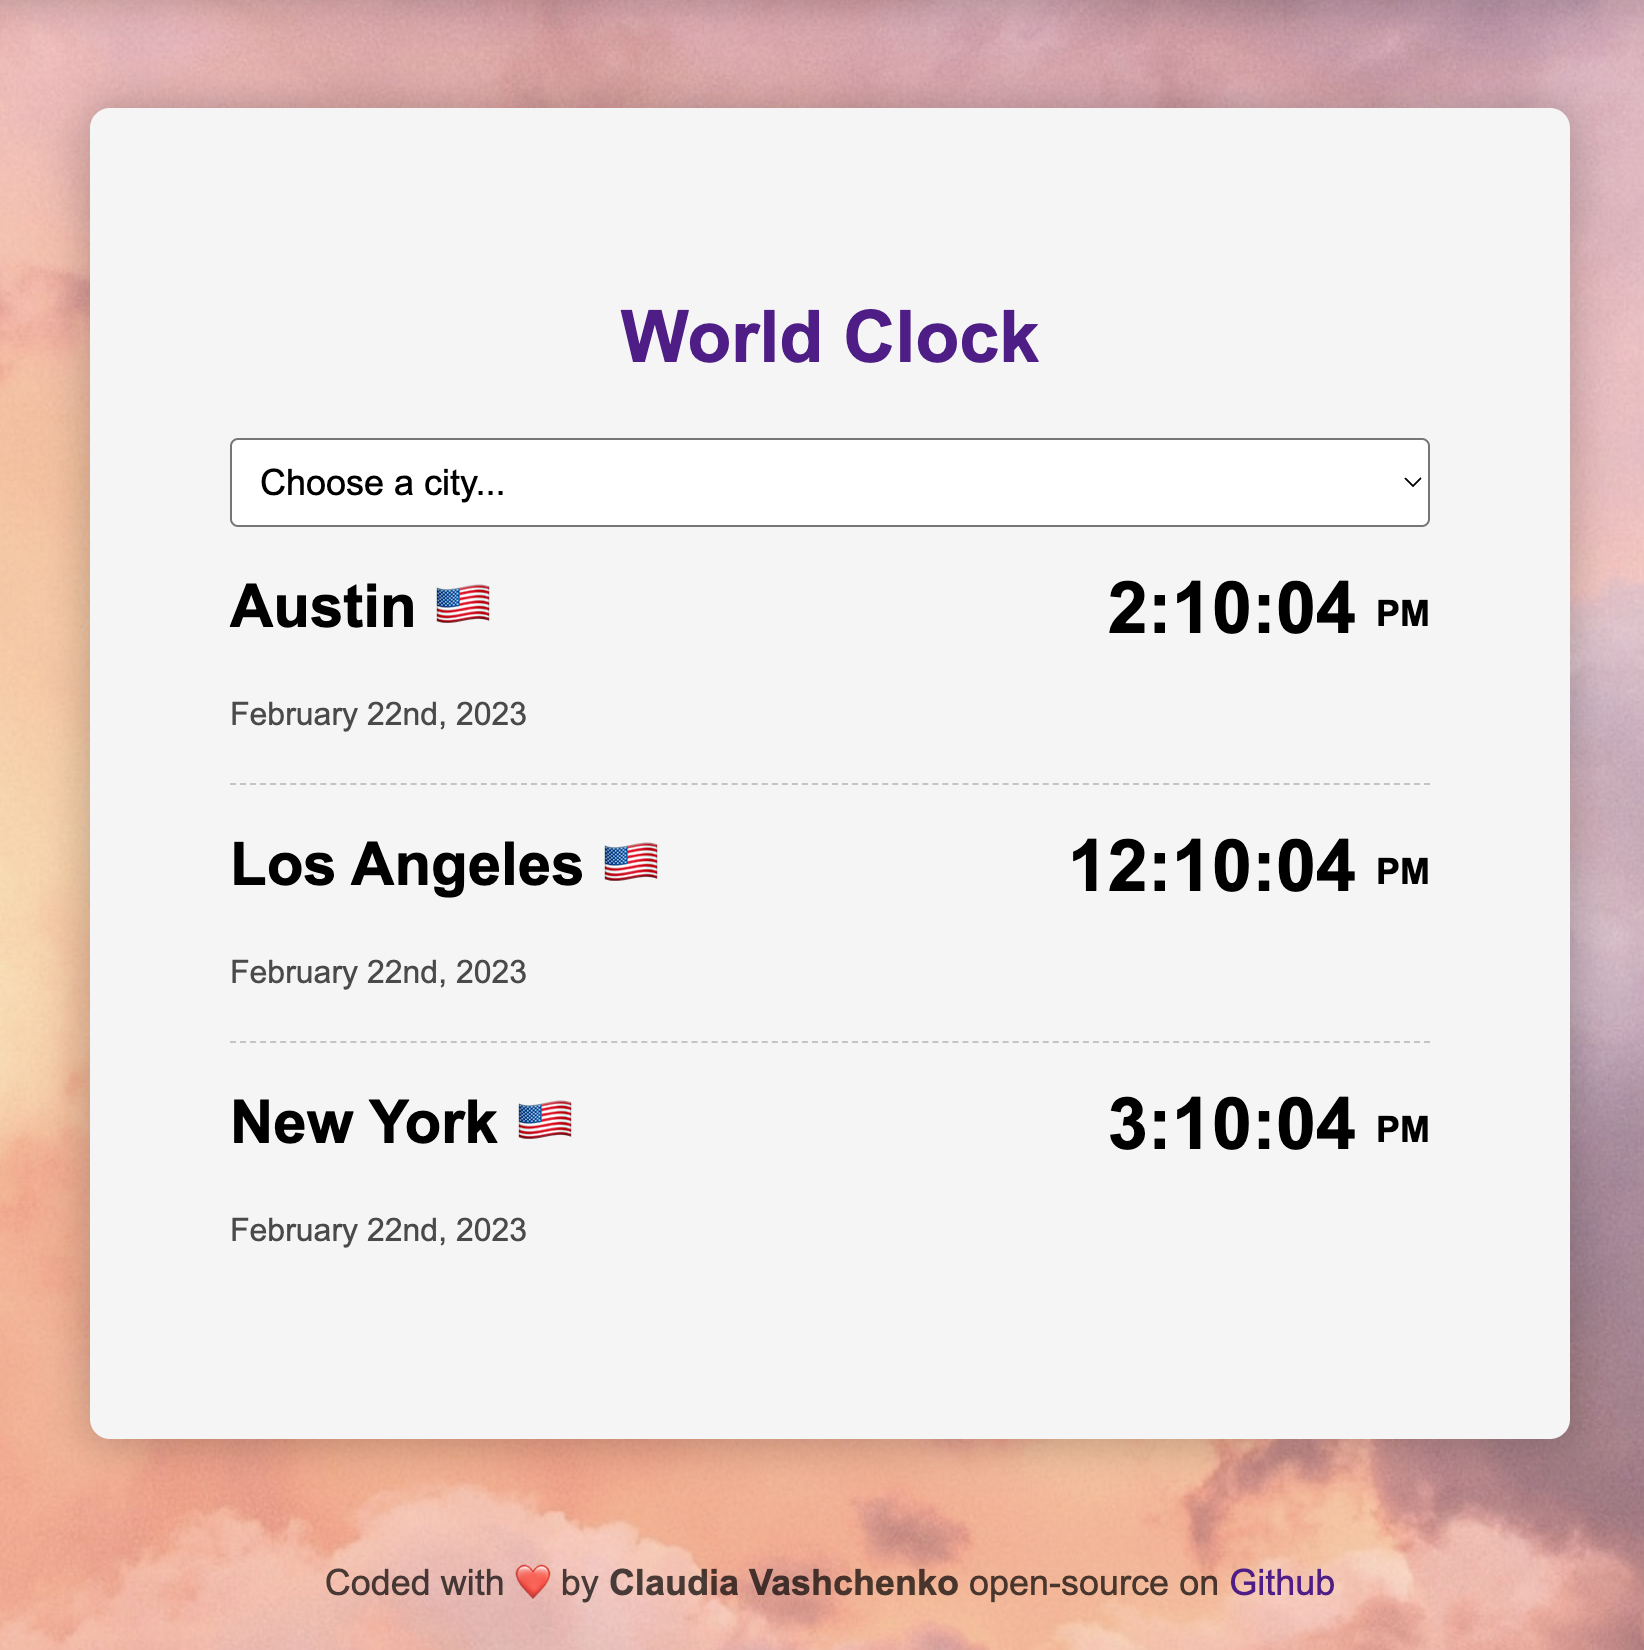 World Clock
Choose a city...
Austin 🇺🇸 2:10:04 PM
February 22nd, 2023
Los Angeles 🇺🇸 12:10:04 PM
February 22nd, 2023
New York 🇺🇸 3:10:04 PM
February 22nd, 2023
Coded with ❤️ by Claudia Vashchenko open-source on Github